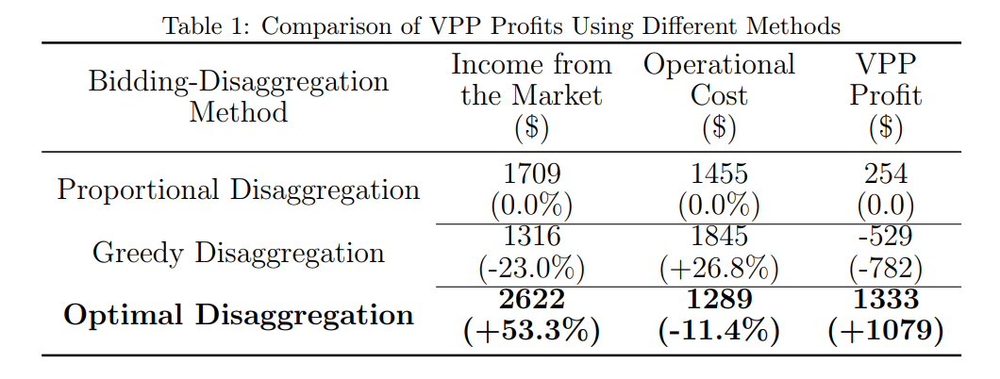 Table 1: Comparison of VPP Profits Using Different Methods
Bidding-Disaggregation Method
Income from the Market ($)
Operational Cost ($)
VPP Profit ($)
Proportional Disaggregation
1709 (0.0%)
1455 (0.0%)
254 (0.0)
Greedy Disaggregation
1316 (-23.0%)
1845 (+26.8%)
-529 (-782)
Optimal Disaggregation
2622 (+53.3%)
1289 (-11.4%)
1333 (+1079)